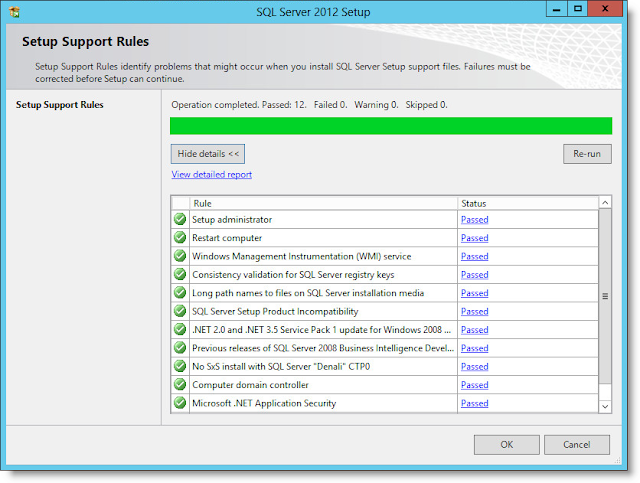 SQL Server 2012 Setup
Setup Support Rules
Setup Support Rules identify problems that might occur when you install SQL Server Setup support files. Failures must be
corrected before Setup can continue.
Setup Support Rules
Operation completed. Passed: 12. Failed 0. Warning 0. Skipped 0.
Hide details <<
Re-run
View detailed report
Rule Status
Setup administrator Passed
Restart computer Passed
Windows Management Instrumentation (WMI) service Passed
Consistency validation for SQL Server registry keys Passed
Long path names to files on SQL Server installation media Passed
SQL Server Setup Product Incompatibility Passed
.NET 2.0 and .NET 3.5 Service Pack 1 update for Windows 2008 ... Passed
Previous releases of SQL Server 2008 Business Intelligence Devel... Passed
No SxS install with SQL Server "Denali" CTP0 Passed
Computer domain controller Passed
Microsoft .NET Application Security Passed
OK Cancel